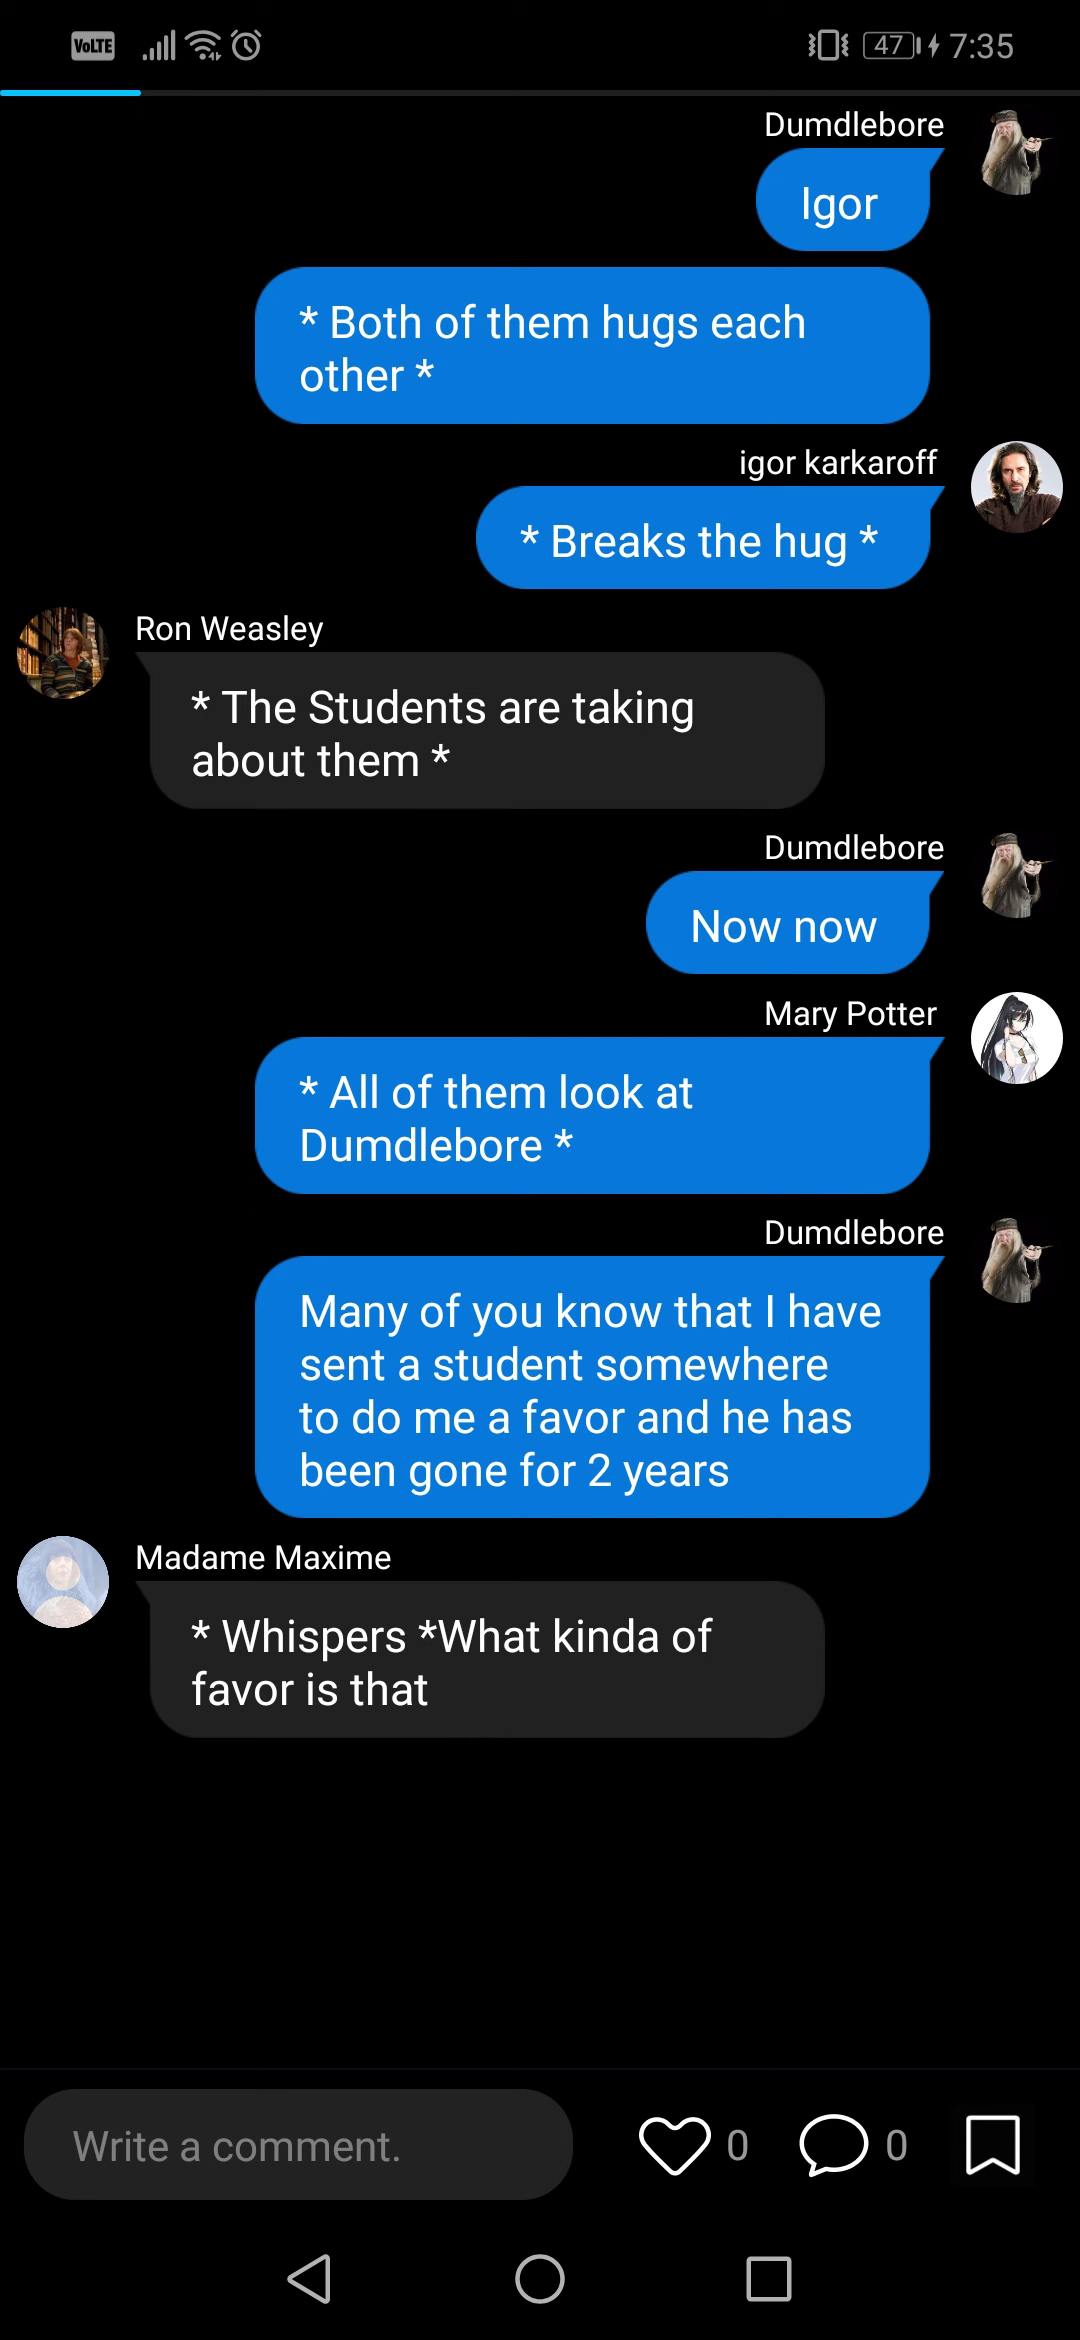 VoLTE 47 7:35
Dumdlebore
Igor
* Both of them hugs each
other *
igor karkaroff
* Breaks the hug *
Ron Weasley
* The Students are taking
about them *
Dumdlebore
Now now
Mary Potter
* All of them look at
Dumdlebore *
Dumdlebore
Many of you know that I have
sent a student somewhere
to do me a favor and he has
been gone for 2 years
Madame Maxime
* Whispers *What kinda of
favor is that
Write a comment. 0 0